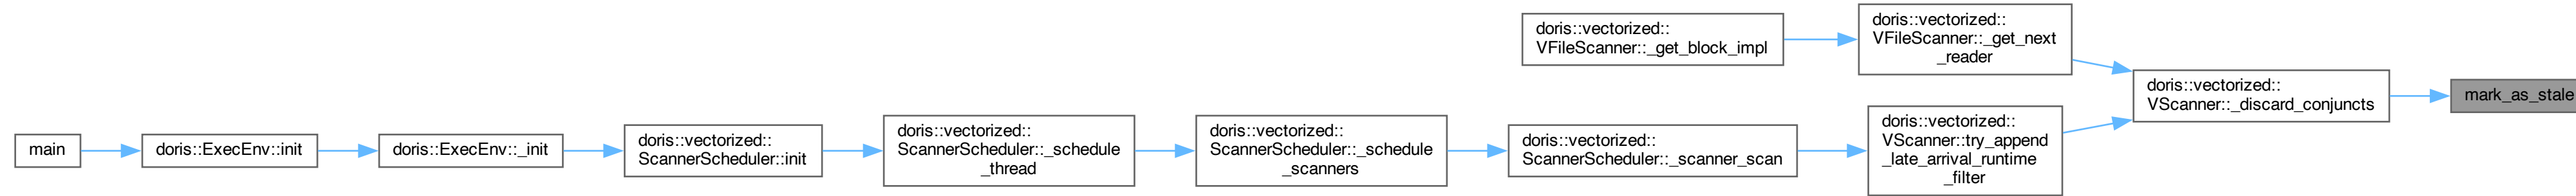 doris::vectorized::
VFileScanner::_get_block_impl
doris::vectorized::
VFileScanner::_get_next
_reader
doris::vectorized::
VScanner::_discard_conjuncts
mark_as_stale
main
doris::ExecEnv::init
doris::ExecEnv::_init
doris::vectorized::
ScannerScheduler::init
doris::vectorized::
ScannerScheduler::_schedule
_thread
doris::vectorized::
ScannerScheduler::_schedule
_scanners
doris::vectorized::
ScannerScheduler::_scanner_scan
doris::vectorized::
VScanner::try_append
_late_arrival_runtime
_filter